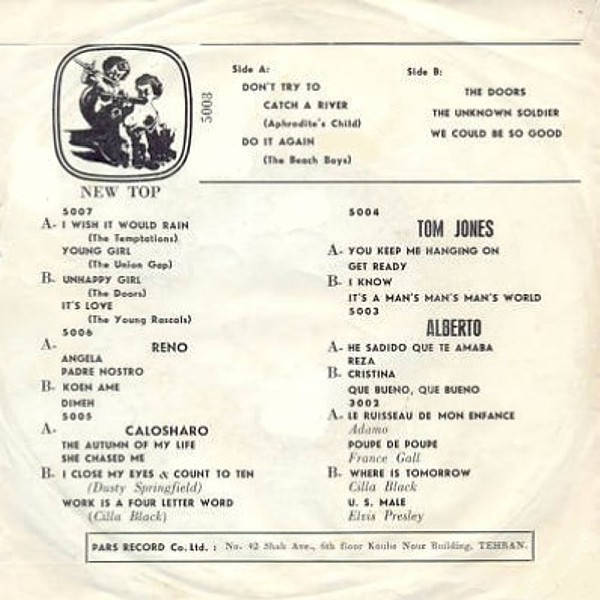 5008
Side A:
DON'T TRY TO
CATCH A RIVER
(Aphrodite's Child)
DO IT AGAIN
(The Beach Boys)
Side B:
THE DOORS
THE UNKNOWN SOLDIER
WE COULD BE SO GOOD
NEW TOP
5007
A- I WISH IT WOULD RAIN
(The Temptations)
YOUNG GIRL
(The Union Gap)
B- UNHAPPY GIRL
(The Doors)
IT'S LOVE
(The Young Rascals)
5006
A- RENO
ANGELA
PADRE NOSTRO
B- KOEN AME
DIMEH
5005
A- CALOSHARO
THE AUTUMN OF MY LIFE
SHE CHASED ME
B- I CLOSE MY EYES & COUNT TO TEN
(Dusty Springfield)
WORK IS A FOUR LETTER WORD
(Cilla Black)
5004
TOM JONES
A- YOU KEEP ME HANGING ON
GET READY
B- I KNOW
IT'S A MAN'S MAN'S MAN'S WORLD
5003
ALBERTO
A- HE SADIDO QUE TE AMABA
REZA
B- CRISTINA
QUE BUENO, QUE BUENO
3002
A- LE RUISSEAU DE MON ENFANCE
Adamo
POUPE DE POUPE
France Gall
B- WHERE IS TOMORROW
Cilla Black
U. S. MALE
Elvis Presley
PARS RECORD Co. Ltd. : No. 42 Shah Ave., 6th floor Koulie Nour Building, TEHRAN.